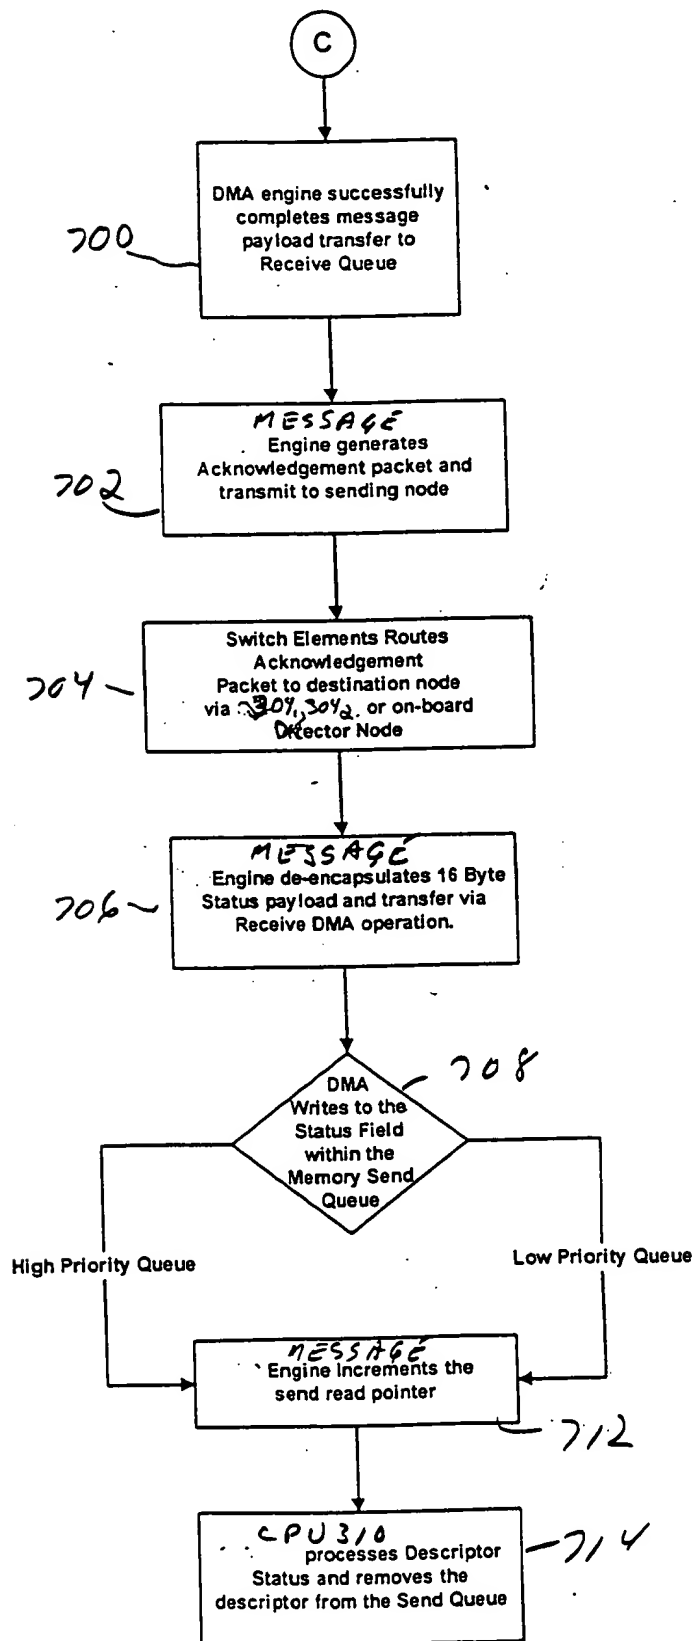 C
DMA engine successfully
completes message
payload transfer to
Receive Queue
700
MESSAGE
Engine generates
Acknowledgement packet and
transmit to sending node
702
Switch Elements Routes
Acknowledgement
Packet to destination node
via 304₁, 304₂ or on-board
Director Node
704
MESSAGE
Engine de-encapsulates 16 Byte
Status payload and transfer via
Receive DMA operation.
706
DMA
Writes to the
Status Field
within the
Memory Send
Queue
708
High Priority Queue
Low Priority Queue
MESSAGE
Engine Increments the
send read pointer
712
CPU 310
processes Descriptor
Status and removes the
descriptor from the Send Queue
714